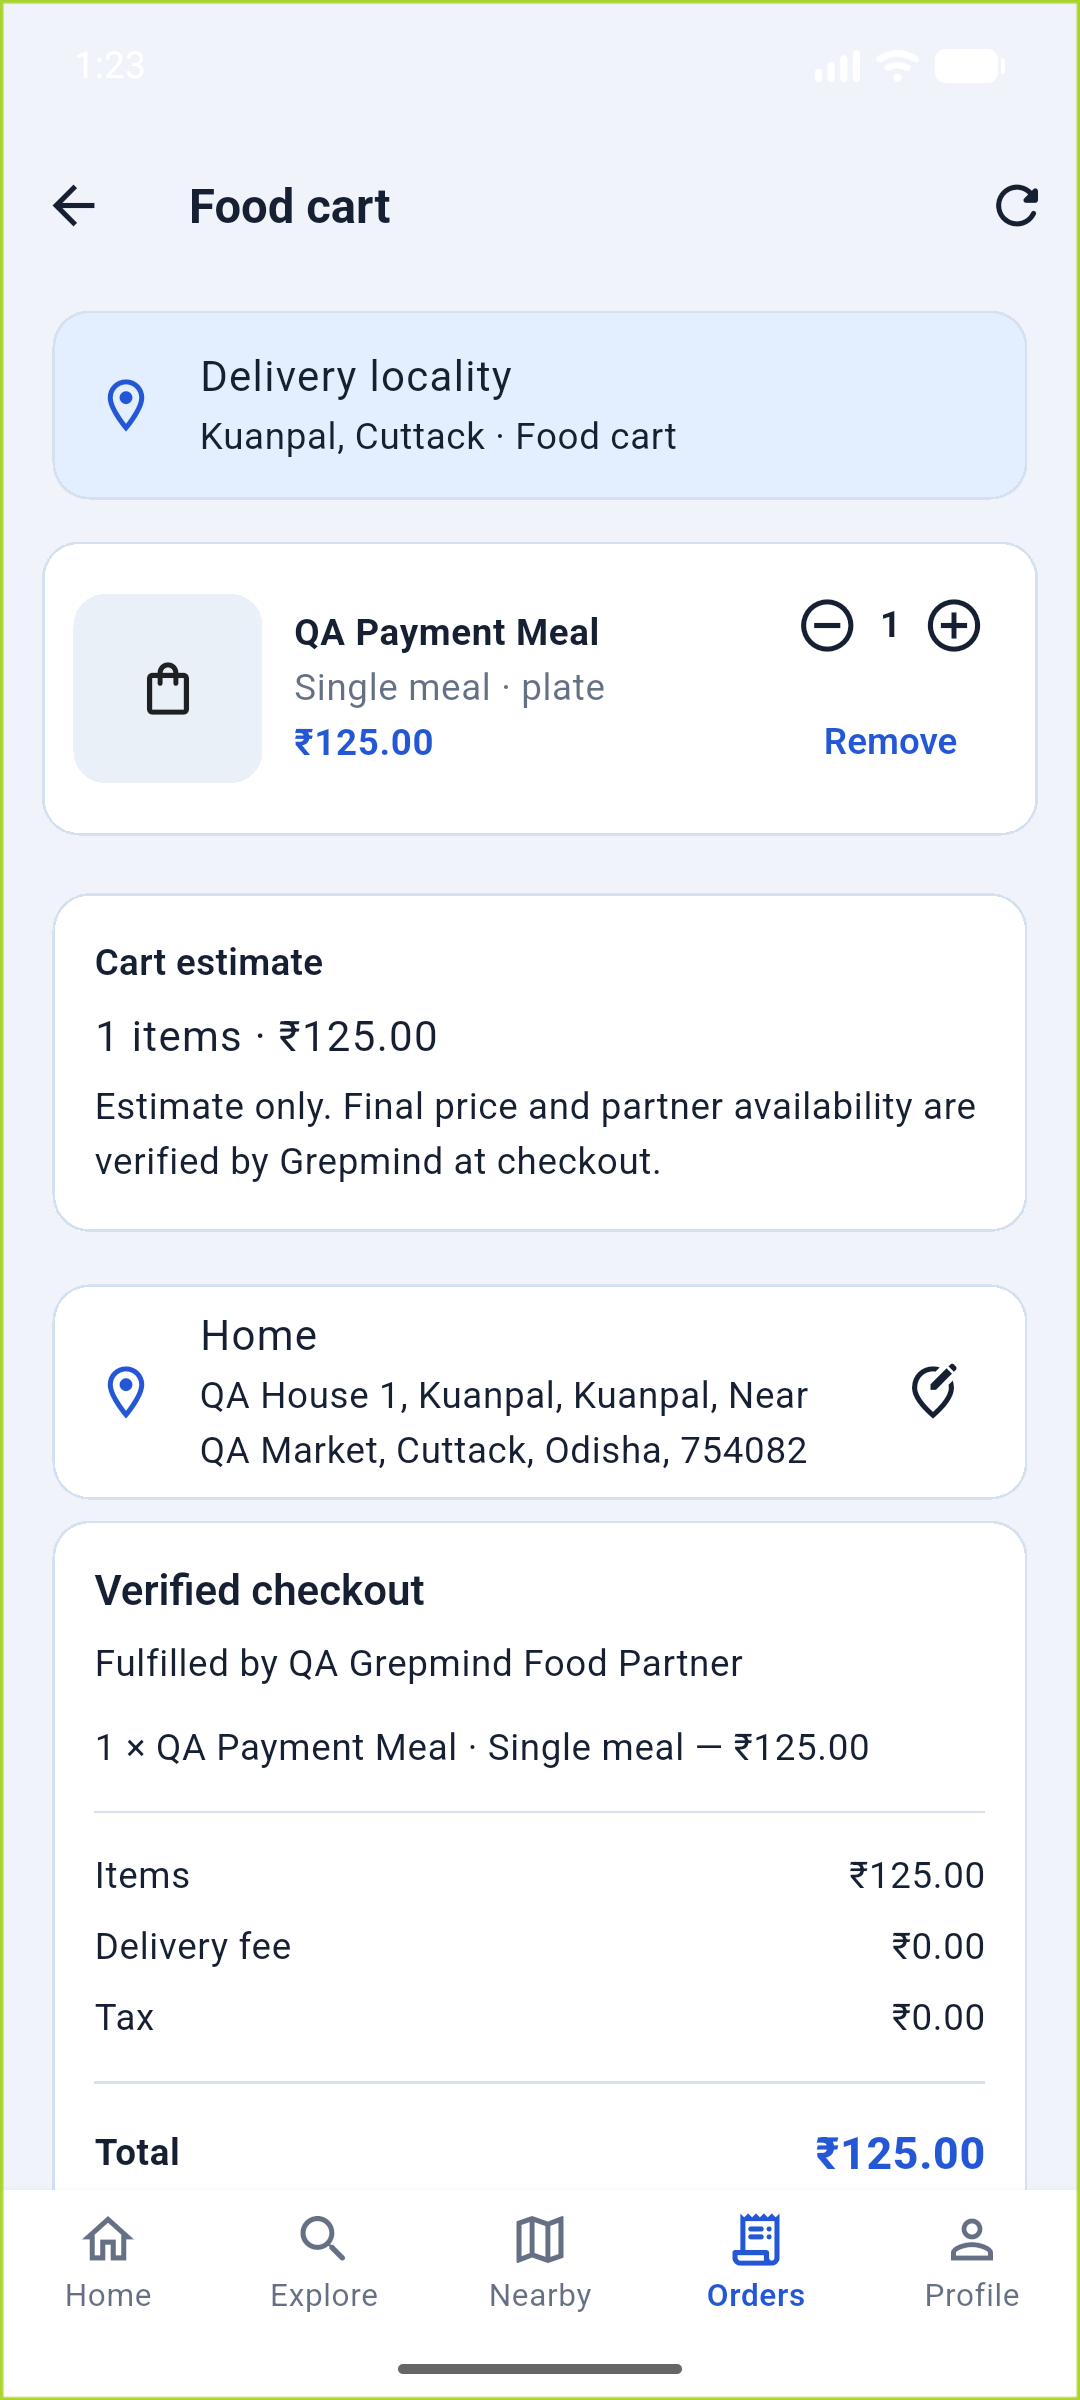 1:23
Food cart
Delivery locality
Kuanpal, Cuttack · Food cart
QA Payment Meal
1
Single meal · plate
₹125.00
Remove
Cart estimate
1 items · ₹125.00
Estimate only. Final price and partner availability are
verified by Grepmind at checkout.
Home
QA House 1, Kuanpal, Kuanpal, Near
QA Market, Cuttack, Odisha, 754082
Verified checkout
Fulfilled by QA Grepmind Food Partner
1 × QA Payment Meal · Single meal — ₹125.00
Items ₹125.00
Delivery fee ₹0.00
Tax ₹0.00
Total ₹125.00
Home Explore Nearby Orders Profile